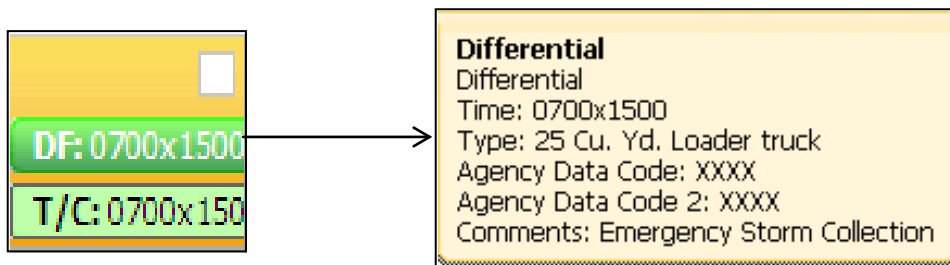 DF: 0700x1500
T/C: 0700x150
Differential
Differential
Time: 0700x1500
Type: 25 Cu. Yd. Loader truck
Agency Data Code: XXXX
Agency Data Code 2: XXXX
Comments: Emergency Storm Collection